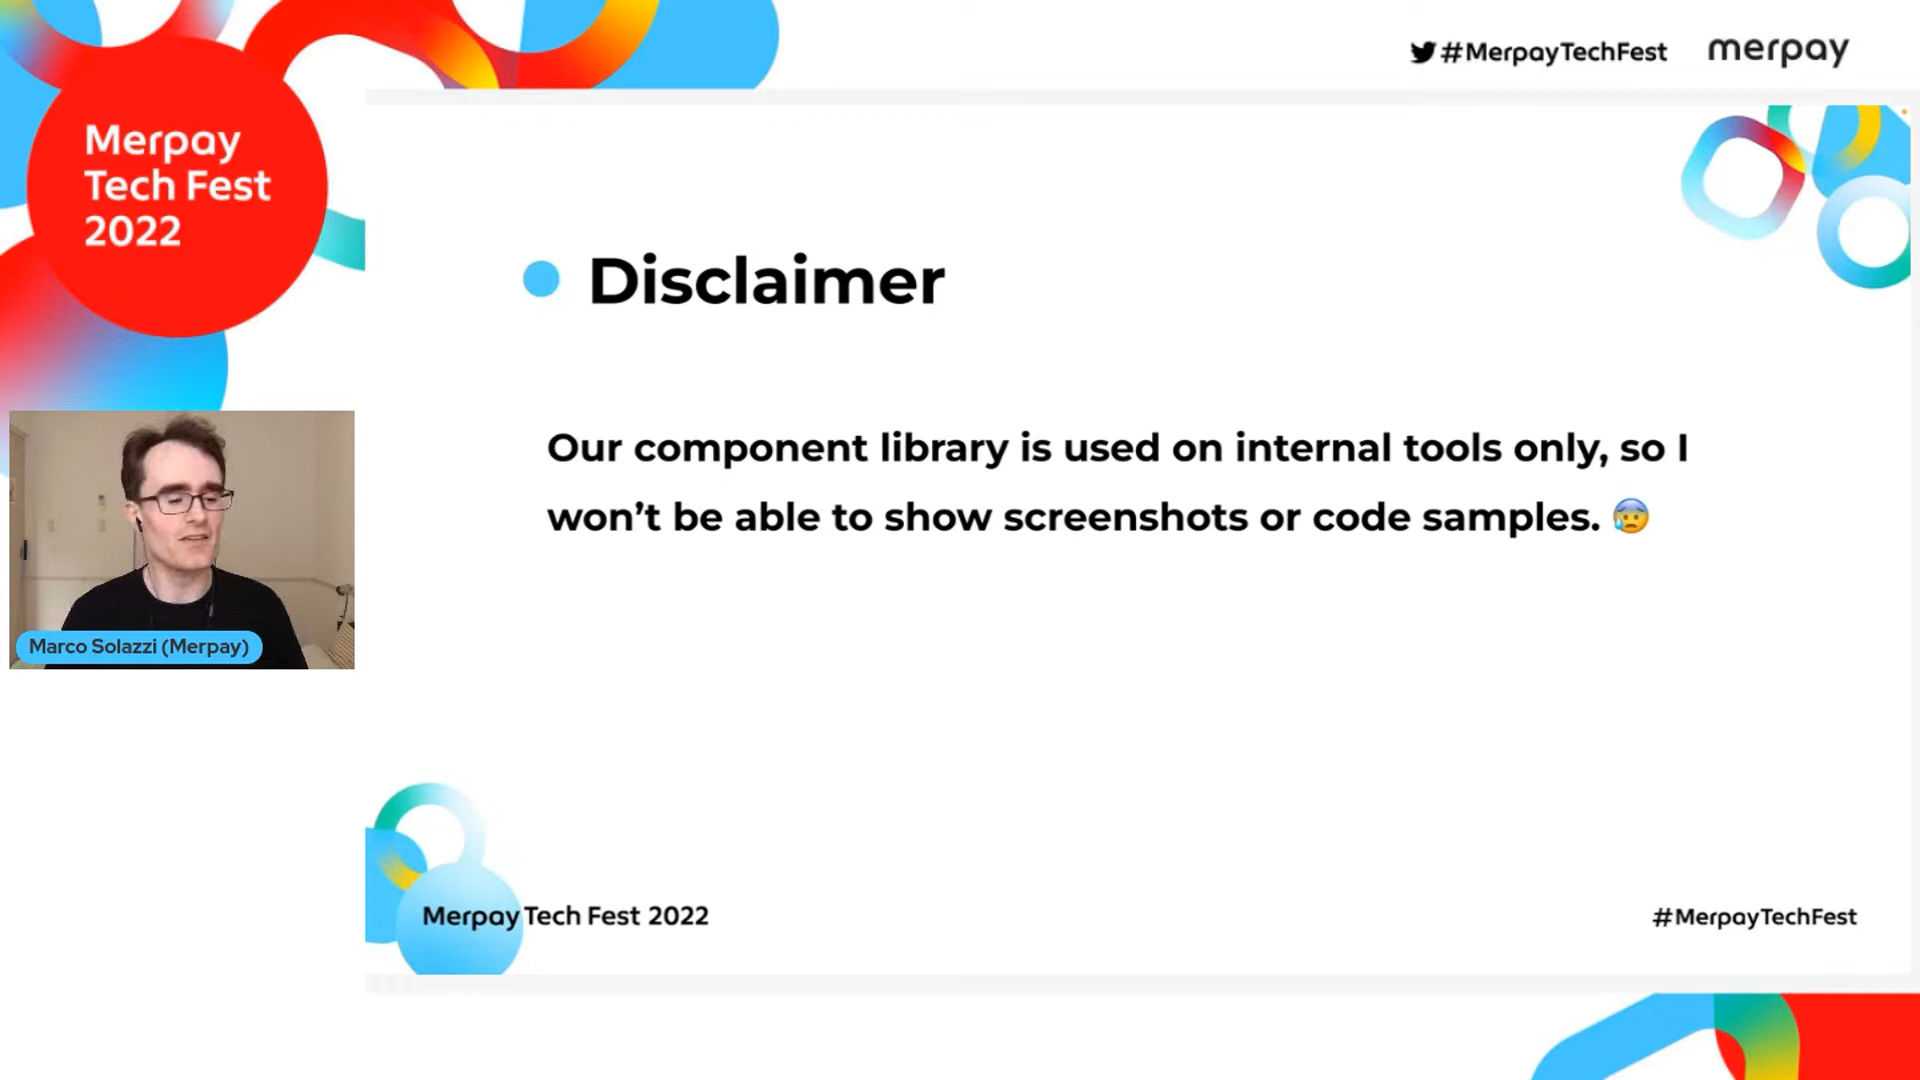 #MerpayTechFest merpay
Merpay
Tech Fest
2022
Disclaimer
Our component library is used on internal tools only, so I
won’t be able to show screenshots or code samples. 😰
Marco Solazzi (Merpay)
Merpay Tech Fest 2022
#MerpayTechFest